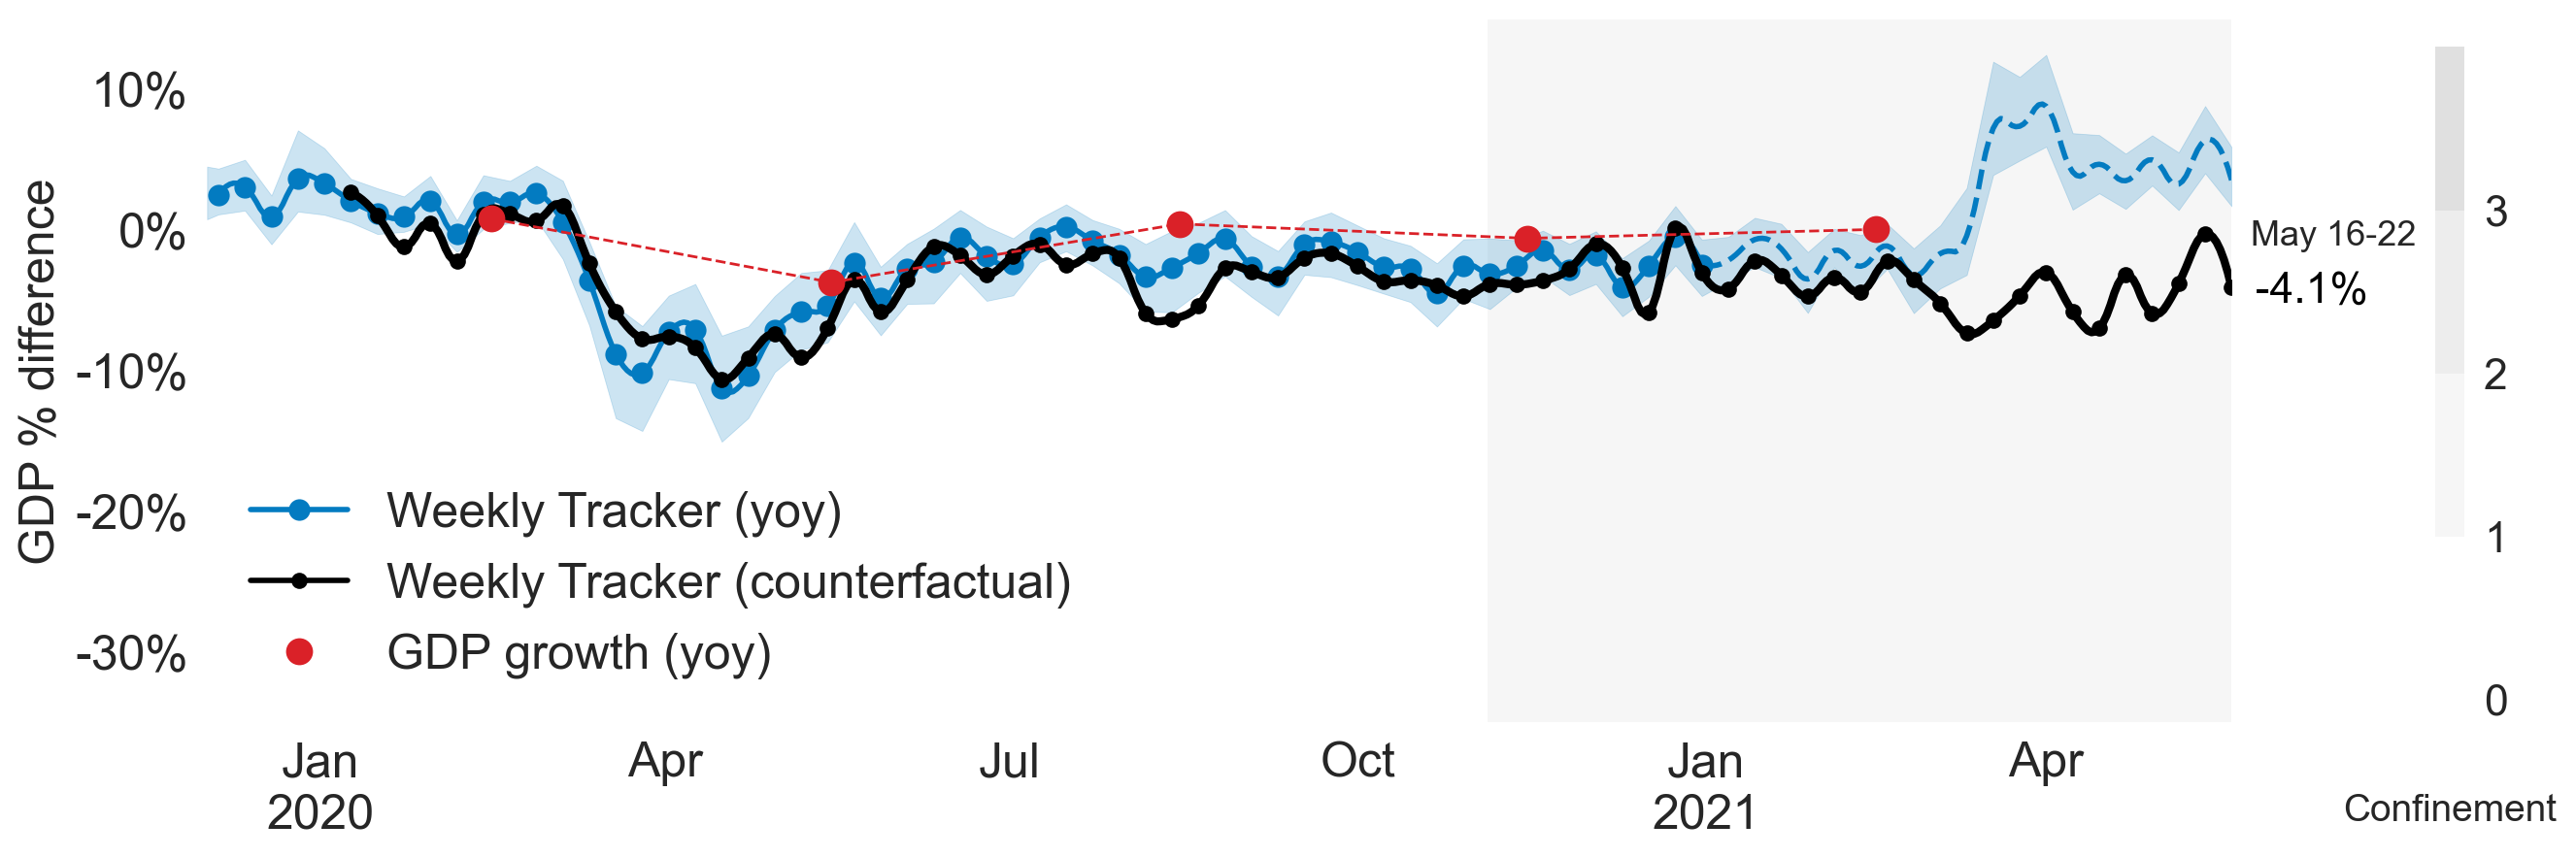 GDP % difference
10%
0%
-10%
-20%
-30%
Weekly Tracker (yoy)
Weekly Tracker (counterfactual)
GDP growth (yoy)
Jan
2020
Apr
Jul
Oct
Jan
2021
Apr
May 16-22
-4.1%
3
2
1
0
Confinement